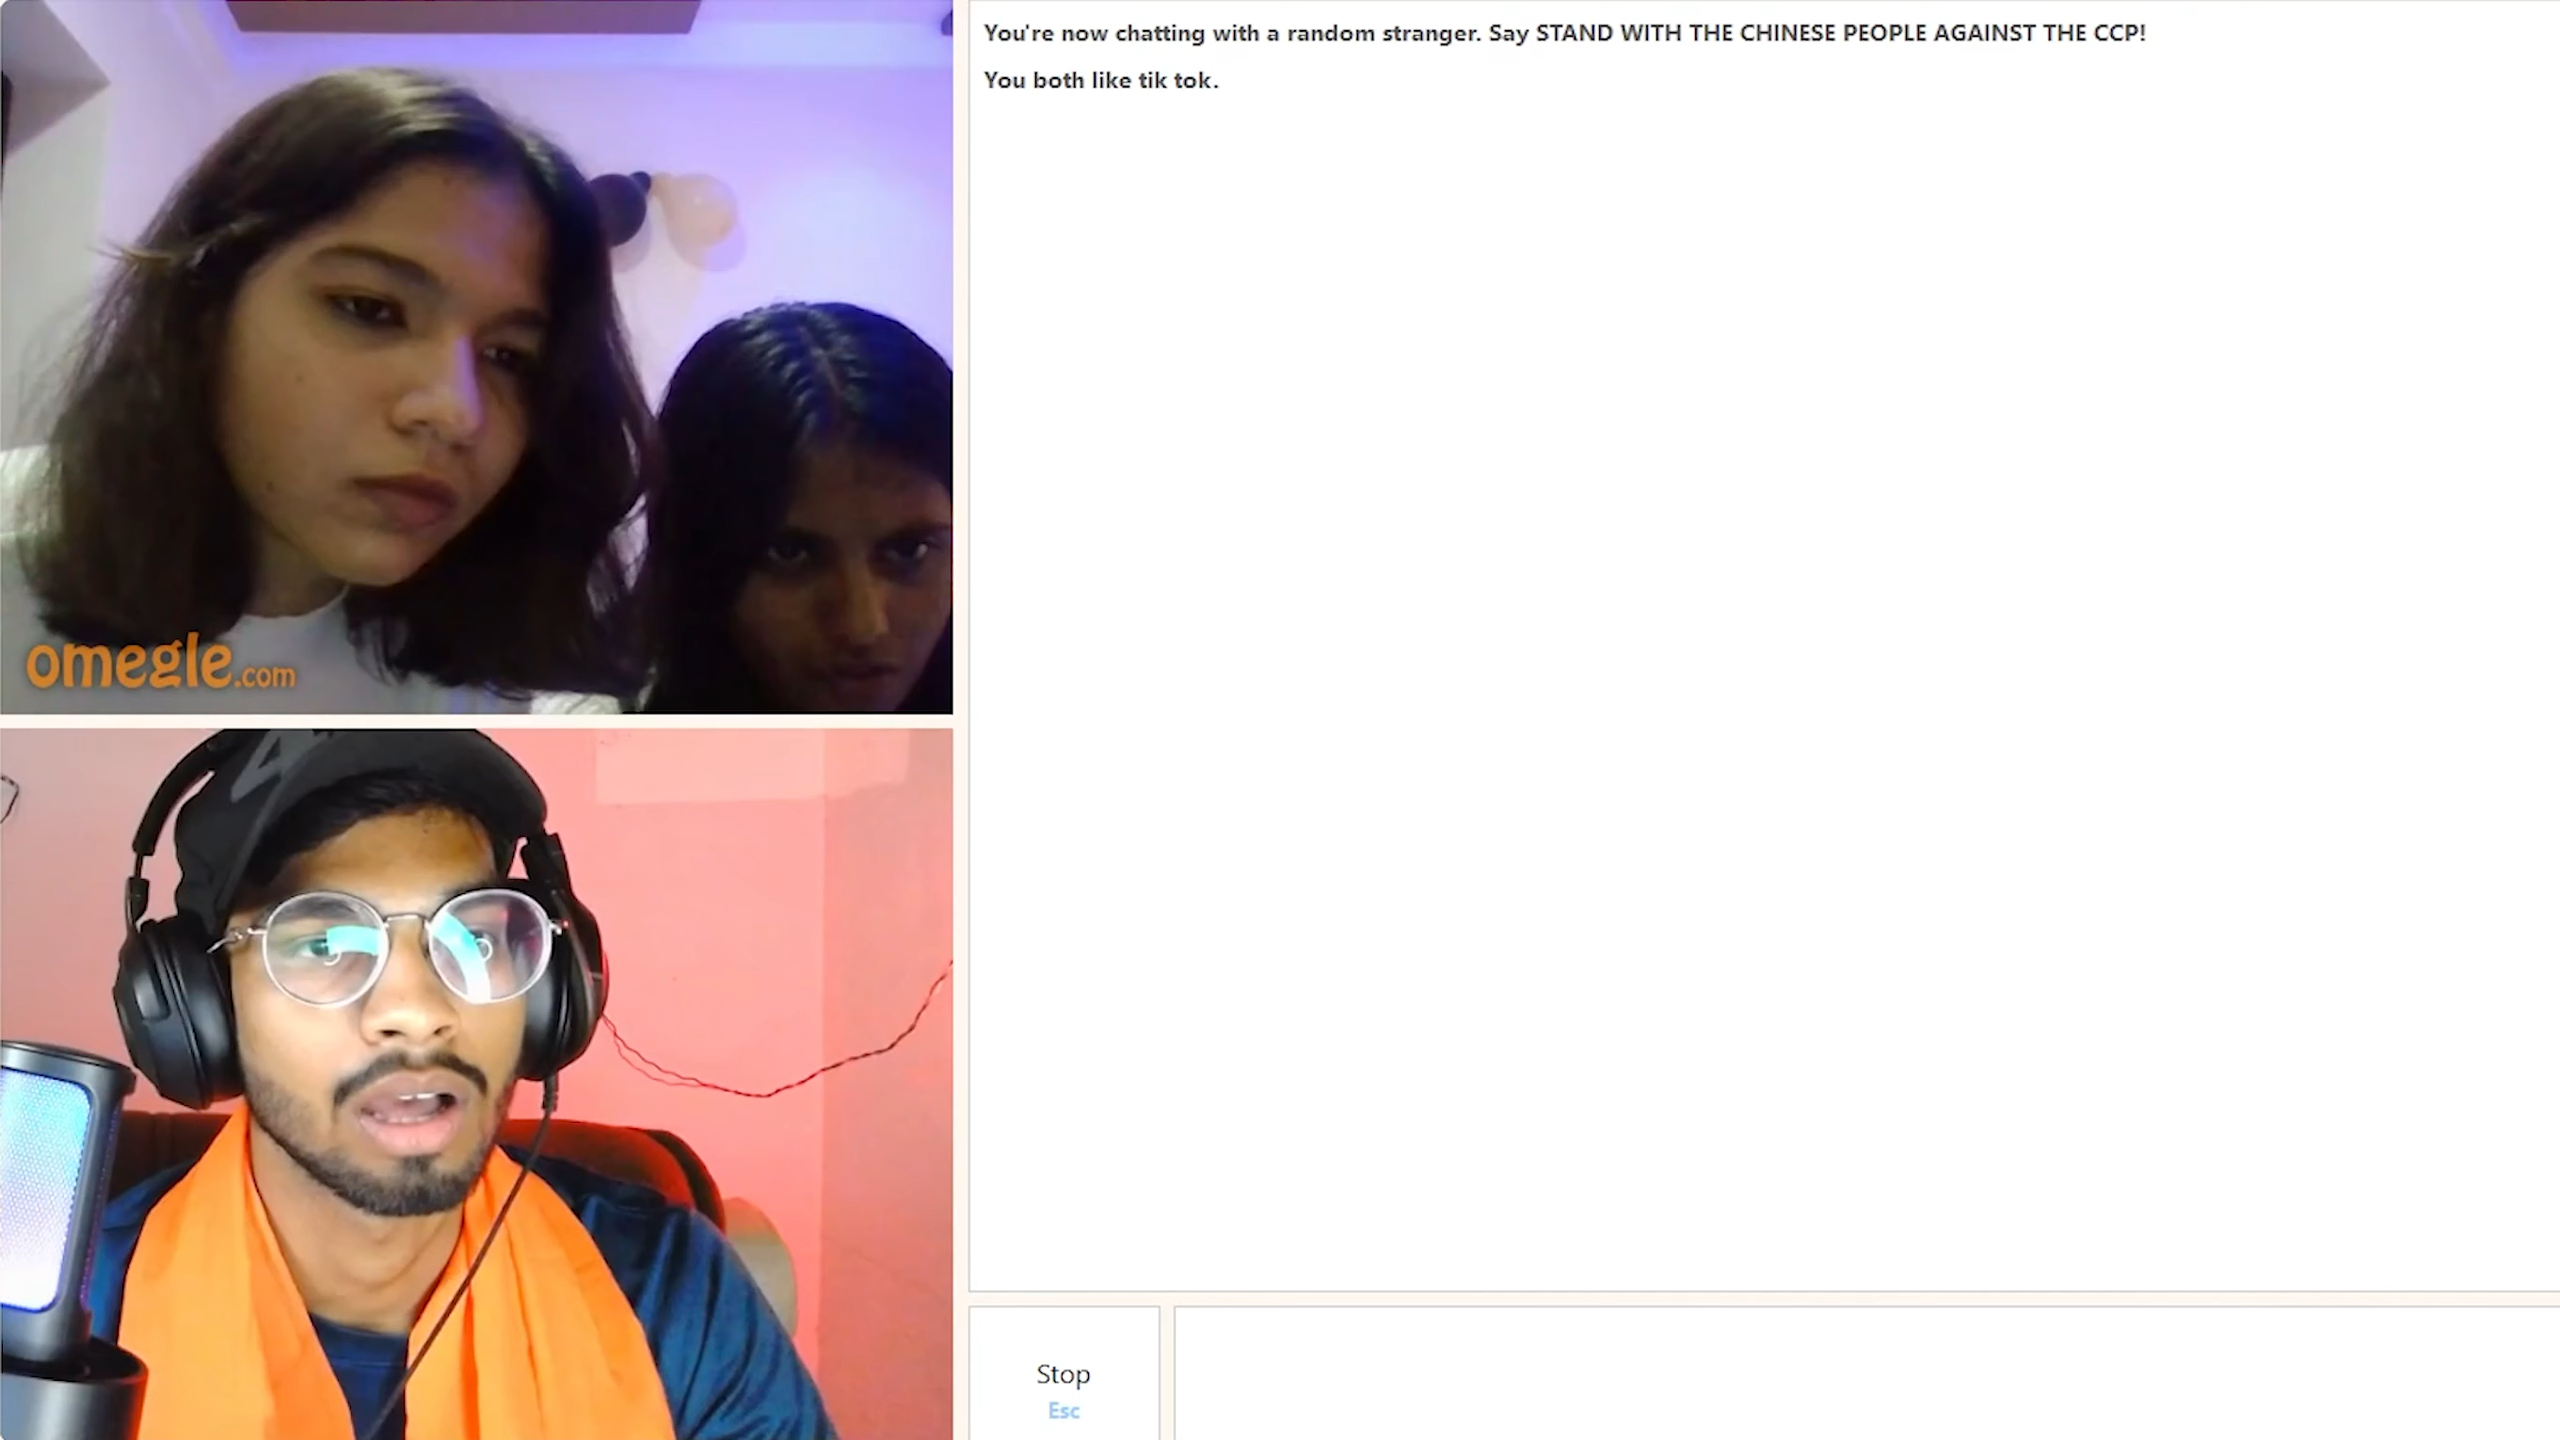 You're now chatting with a random stranger. Say STAND WITH THE CHINESE PEOPLE AGAINST THE CCP!
You both like tik tok.
omegle.com
Stop
Esc